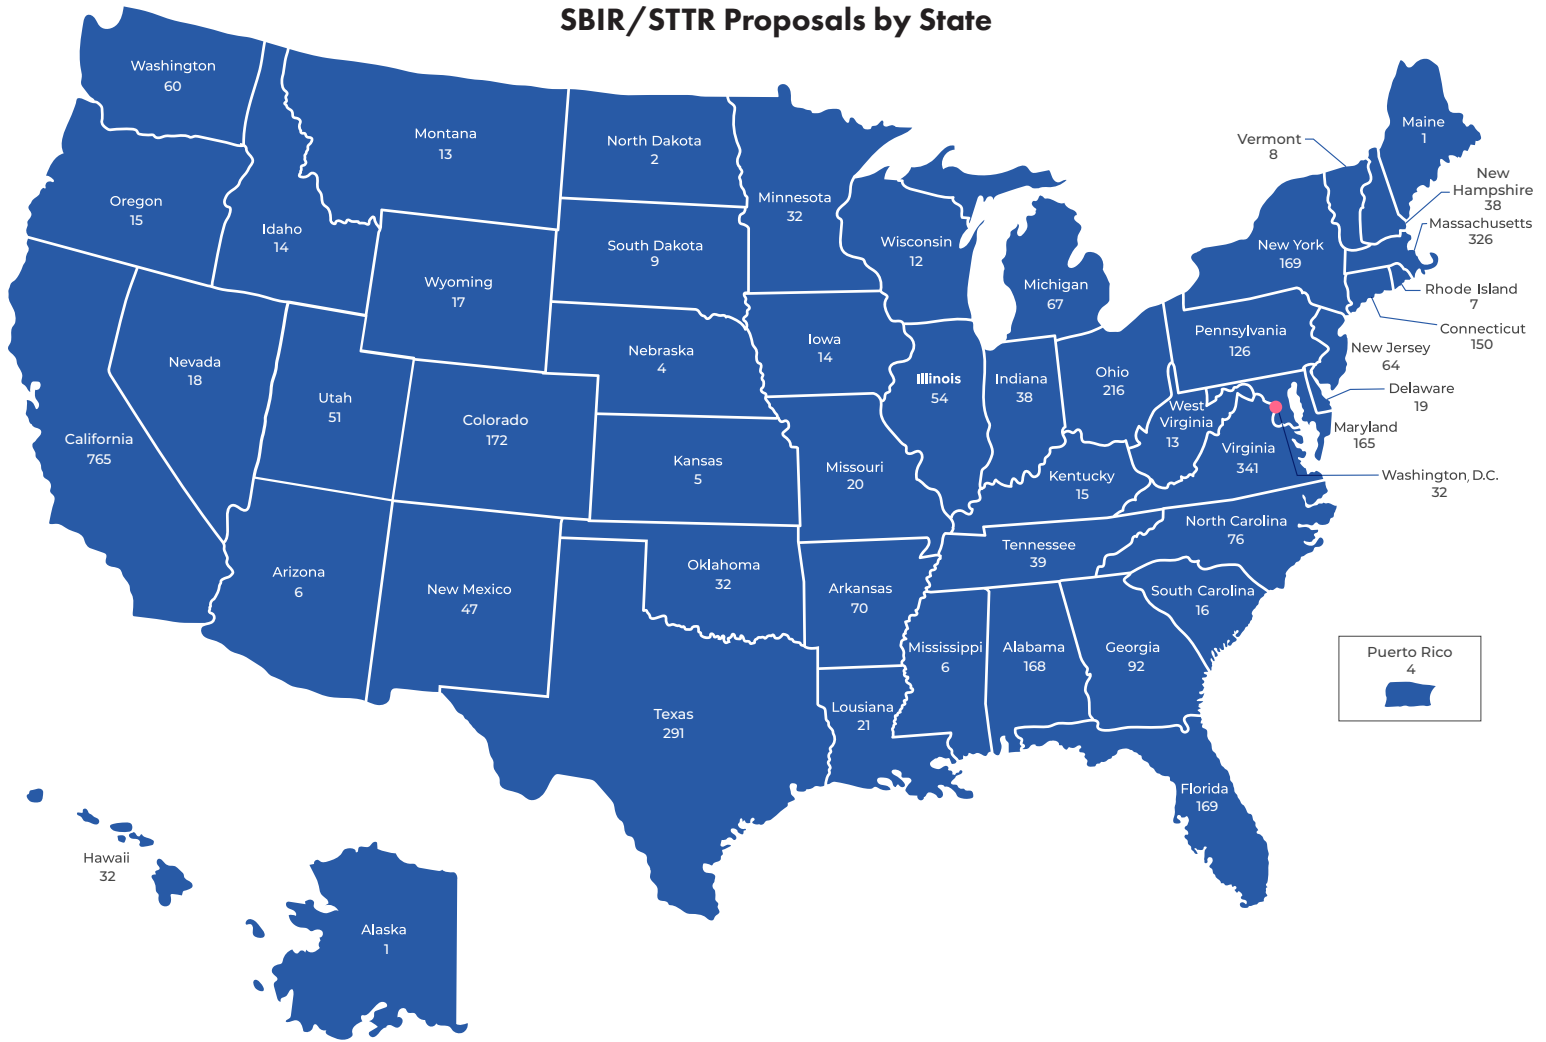 SBIR/STTR Proposals by State
Washington
60
Oregon
15
California
765
Nevada
18
Idaho
14
Montana
13
Wyoming
17
Utah
51
Colorado
172
Arizona
6
New Mexico
47
North Dakota
2
South Dakota
9
Nebraska
4
Kansas
5
Oklahoma
32
Texas
291
Minnesota
32
Iowa
14
Missouri
20
Arkansas
70
Lousiana
21
Wisconsin
12
Illinois
54
Michigan
67
Indiana
38
Ohio
216
Kentucky
15
Tennessee
39
Mississippi
6
Alabama
168
Georgia
92
Florida
169
South Carolina
16
North Carolina
76
Virginia
341
West
Virginia
13
Pennsylvania
126
New York
169
Maine
1
Vermont
8
New
Hampshire
38
Massachusetts
326
Rhode Island
7
Connecticut
150
New Jersey
64
Delaware
19
Maryland
165
Washington, D.C.
32
Puerto Rico
4
Hawaii
32
Alaska
1